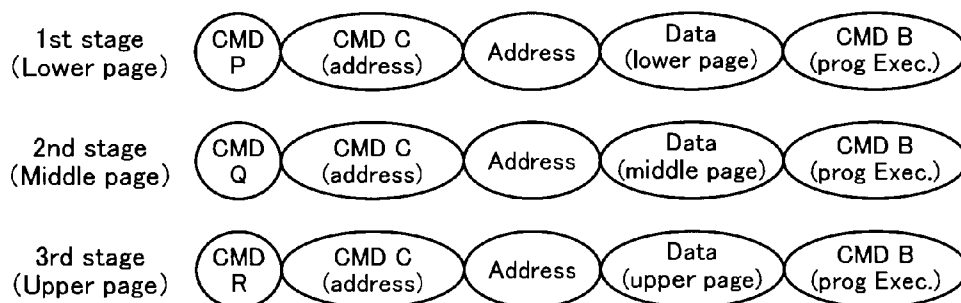 1st stage
(Lower page)
CMD
P
CMD C
(address)
Address
Data
(lower page)
CMD B
(prog Exec.)
2nd stage
(Middle page)
CMD
Q
CMD C
(address)
Address
Data
(middle page)
CMD B
(prog Exec.)
3rd stage
(Upper page)
CMD
R
CMD C
(address)
Address
Data
(upper page)
CMD B
(prog Exec.)